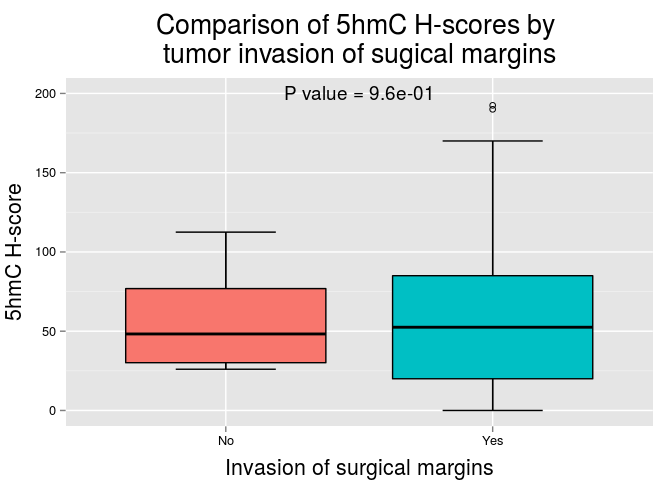 Comparison of 5hmC H-scores by
tumor invasion of sugical margins
P value = 9.6e-01
200
150
100
50
0
5hmC H-score
No
Yes
Invasion of surgical margins